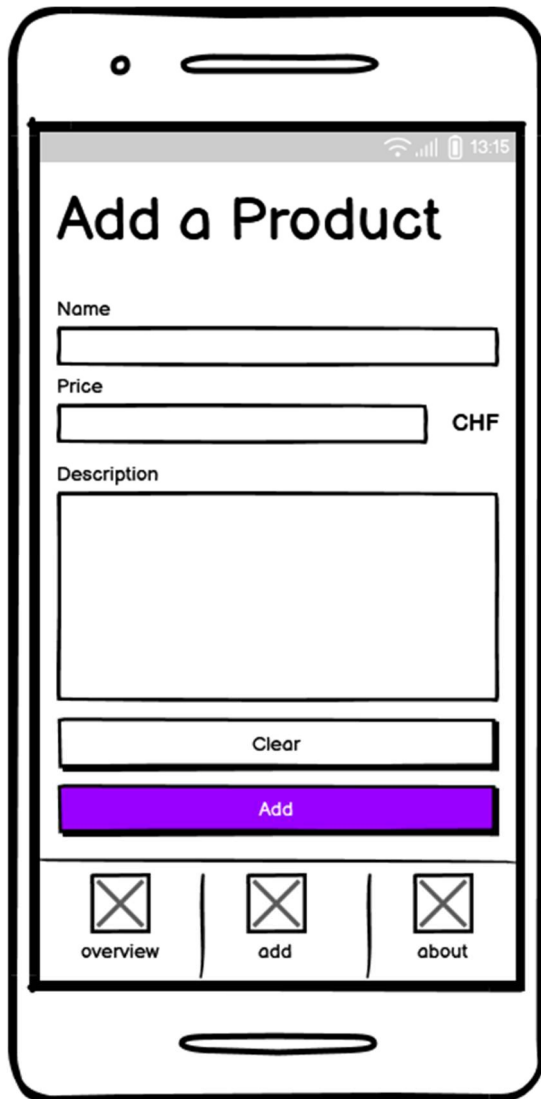 13:15
Add a Product
Name
Price
CHF
Description
Clear
Add
overview add about